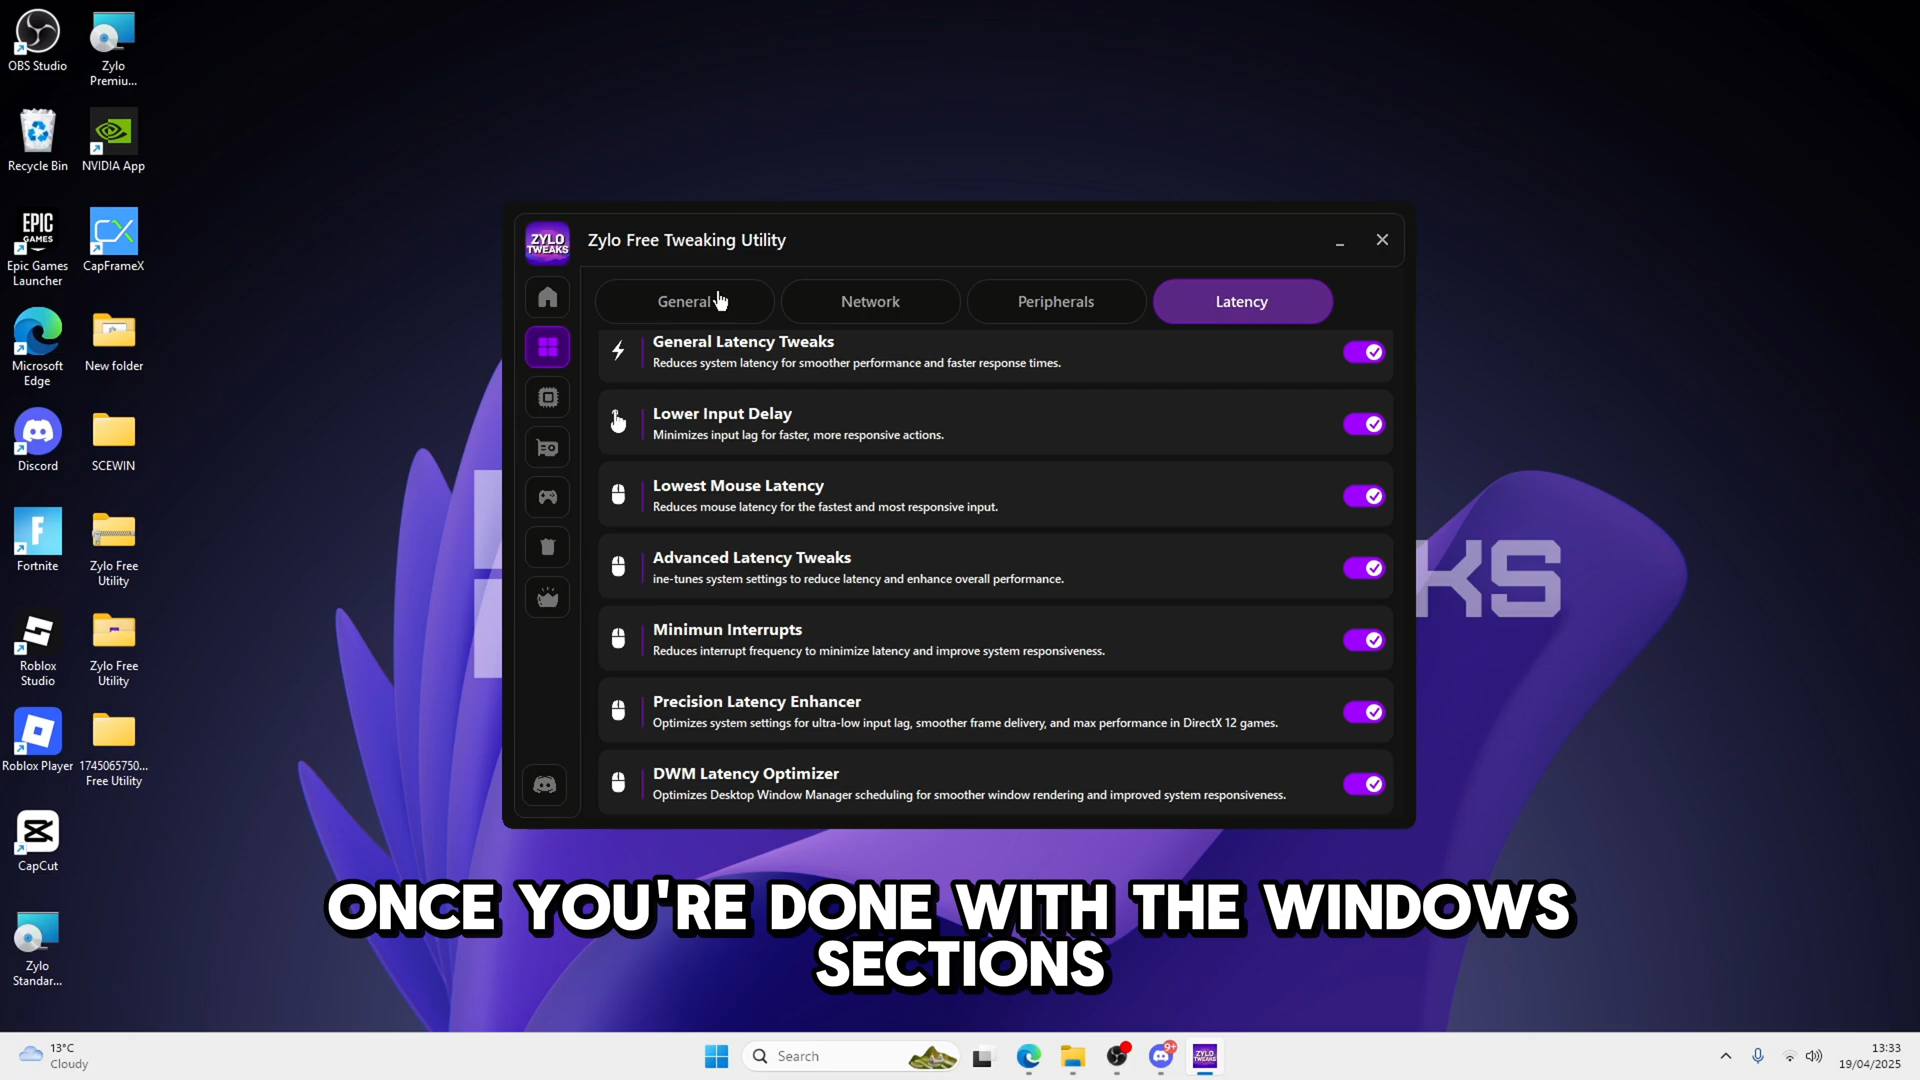 OBS Studio
Zylo
Premiu...
Recycle Bin
NVIDIA App
EPIC
GAMES
Epic Games
Launcher
CX
CapFrameX
Microsoft
Edge
New folder
Discord
SCEWIN
F
Fortnite
Zylo Free
Utility
Roblox
Studio
Zylo Free
Utility
Roblox Player
1745065750...
Free Utility
CapCut
Zylo
Standar...
ZYLO
TWEAKS
Zylo Free Tweaking Utility
General
Network
Peripherals
Latency
General Latency Tweaks
Reduces system latency for smoother performance and faster response times.
Lower Input Delay
Minimizes input lag for faster, more responsive actions.
Lowest Mouse Latency
Reduces mouse latency for the fastest and most responsive input.
Advanced Latency Tweaks
ine-tunes system settings to reduce latency and enhance overall performance.
Minimun Interrupts
Reduces interrupt frequency to minimize latency and improve system responsiveness.
Precision Latency Enhancer
Optimizes system settings for ultra-low input lag, smoother frame delivery, and max performance in DirectX 12 games.
DWM Latency Optimizer
Optimizes Desktop Window Manager scheduling for smoother window rendering and improved system responsiveness.
KS
ONCE YOU'RE DONE WITH THE WINDOWS
SECTIONS
13°C
Cloudy
Search
9+
ZYLO
TWEAKS
13:33
19/04/2025